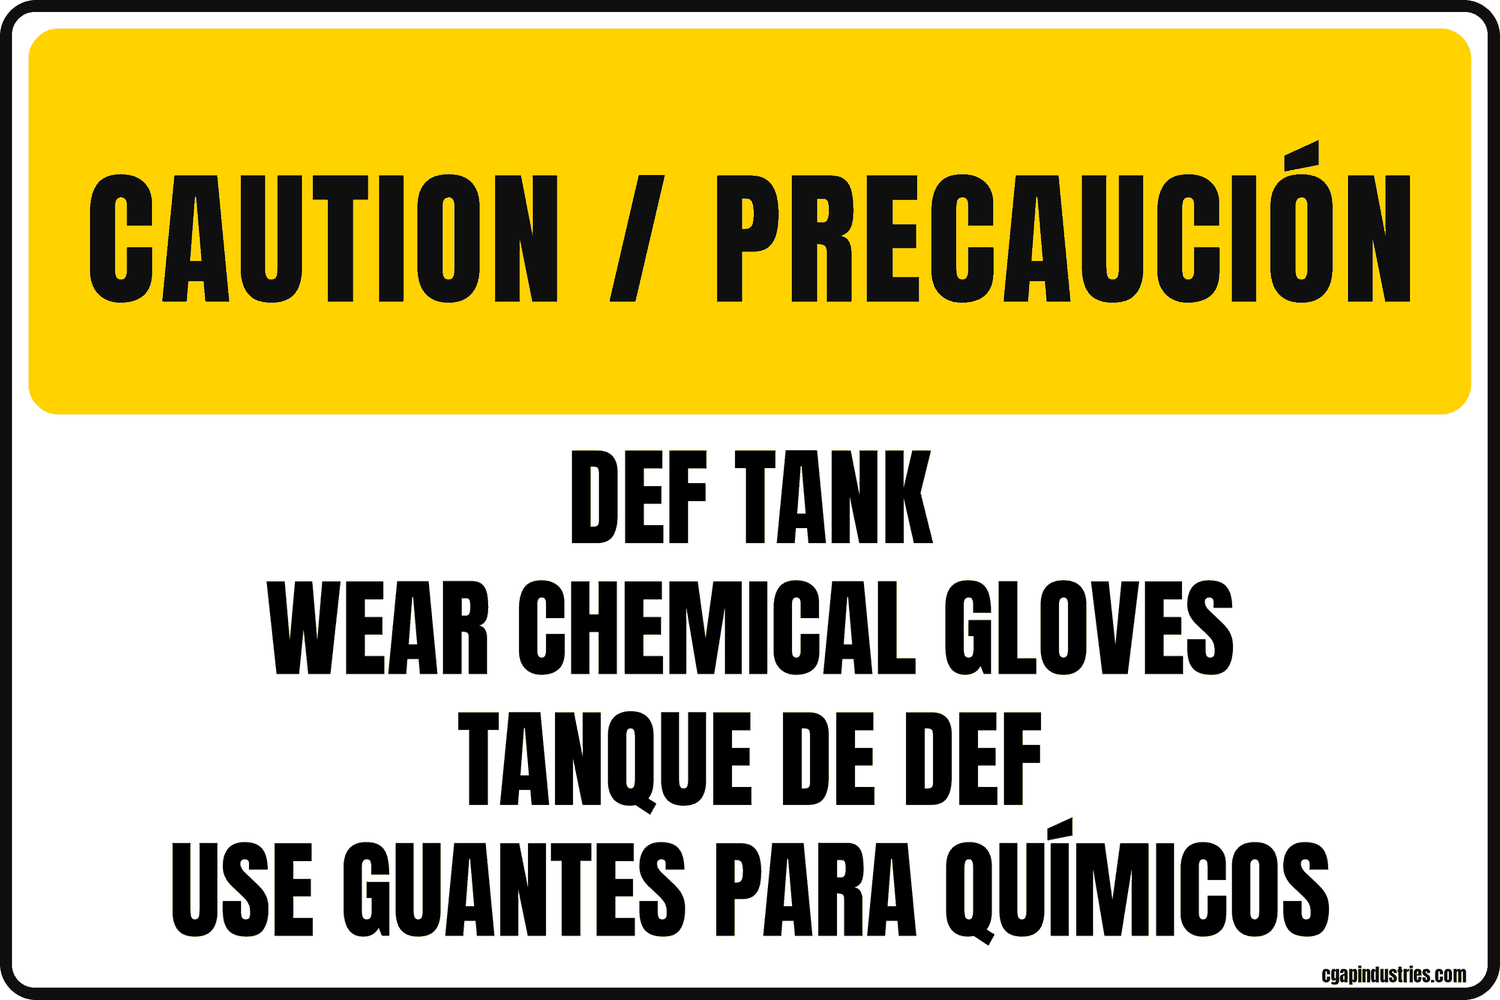 CAUTION / PRECAUCIÓN
DEF TANK
WEAR CHEMICAL GLOVES
TANQUE DE DEF
USE GUANTES PARA QUÍMICOS
cgapindustries.com